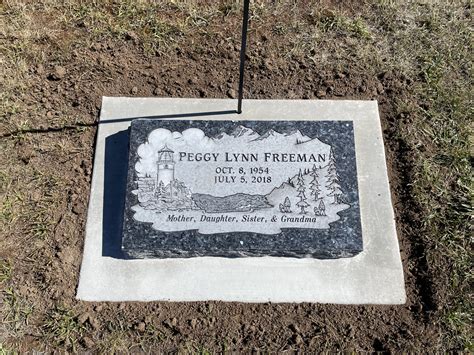 PEGGY LYNN FREEMAN
OCT. 8, 1954
JULY 5, 2018
Mother, Daughter, Sister, & Grandma